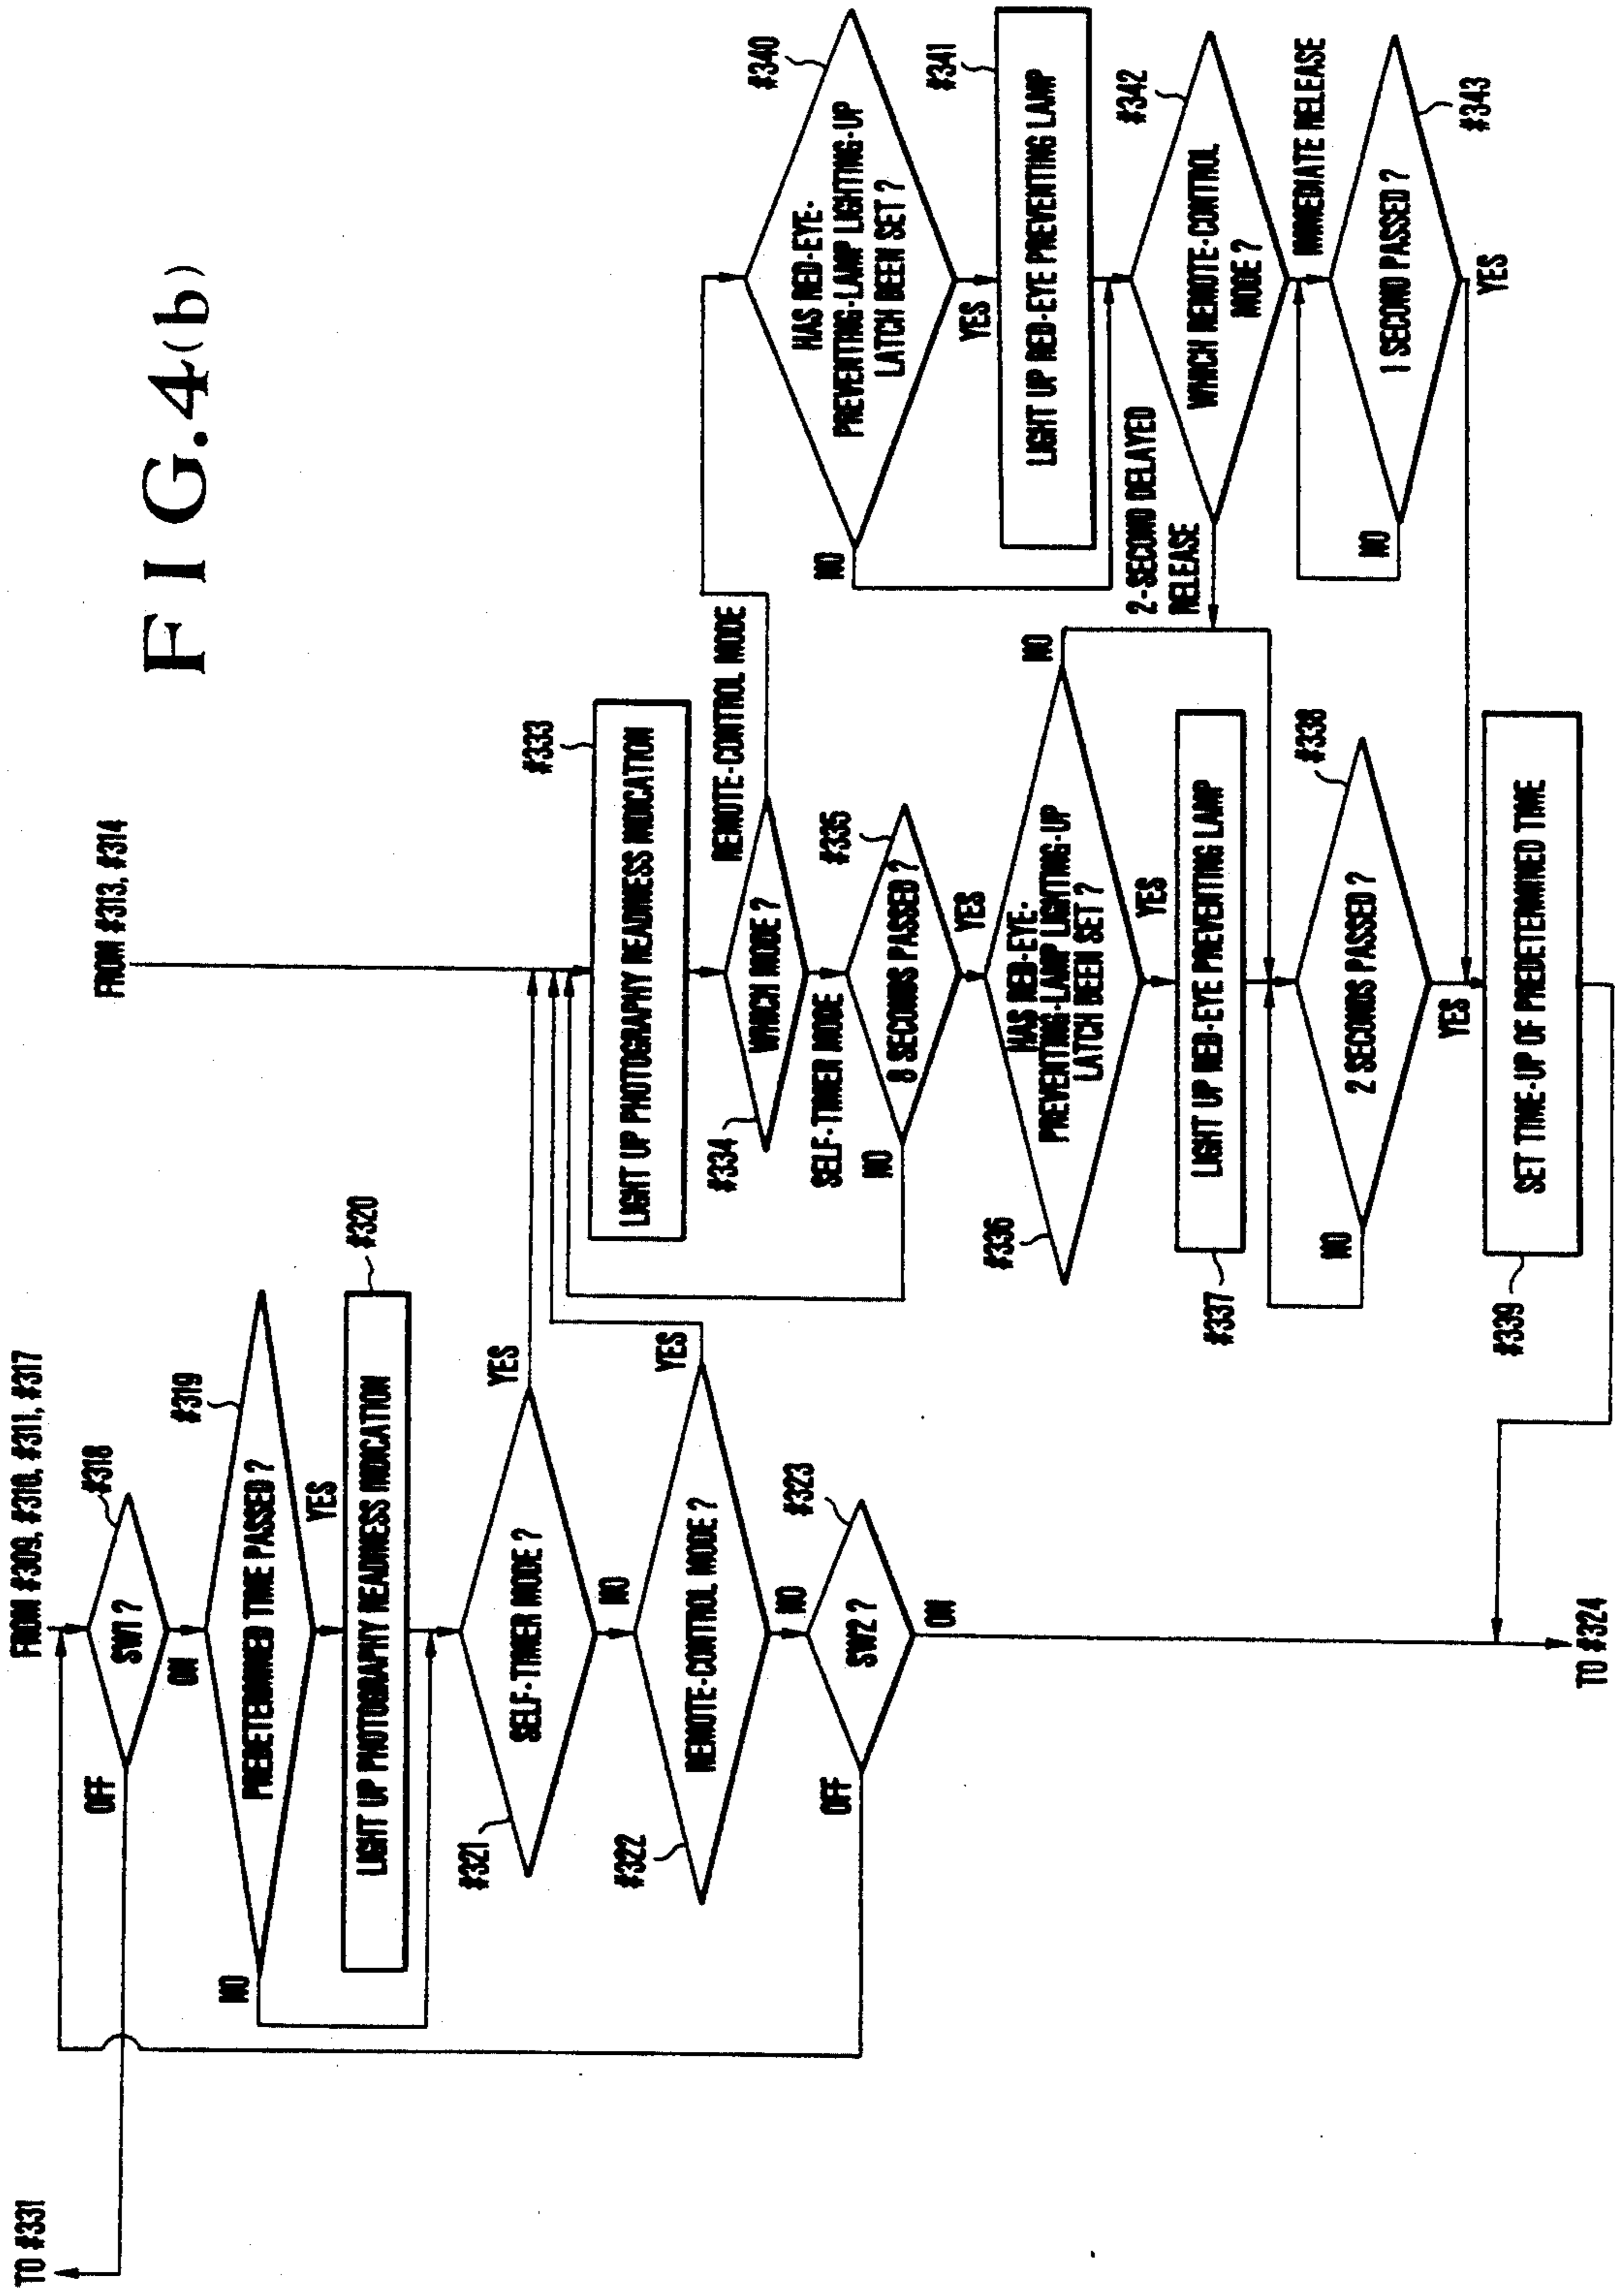 FIG.4(b)
TO #331
FROM #309, #310, #311, #317
SW1 ?
#318
OFF
ON
PREDETERMINED TIME PASSED ?
#319
NO
YES
LIGHT UP PHOTOGRAPHY READINESS INDICATION
#320
SELF-TIMER MODE ?
#321
YES
NO
REMOTE-CONTROL MODE ?
#322
YES
NO
SW2 ?
#323
OFF
ON
TO #324
FROM #313, #314
LIGHT UP PHOTOGRAPHY READINESS INDICATION
#333
WHICH MODE ?
#334
REMOTE-CONTROL MODE
SELF-TIMER MODE
8 SECONDS PASSED ?
#335
NO
YES
HAS RED-EYE-
PREVENTING-LAMP LIGHTING-UP
LATCH BEEN SET ?
#336
NO
YES
LIGHT UP RED-EYE PREVENTING LAMP
#337
2 SECONDS PASSED ?
#338
NO
YES
SET TIME-UP OF PREDETERMINED TIME
#339
HAS RED-EYE-
PREVENTING-LAMP LIGHTING-UP
LATCH BEEN SET ?
#340
NO
YES
LIGHT UP RED-EYE PREVENTING LAMP
#341
WHICH REMOTE-CONTROL
MODE ?
#342
2-SECOND DELAYED
RELEASE
IMMEDIATE RELEASE
1 SECOND PASSED ?
#343
NO
YES